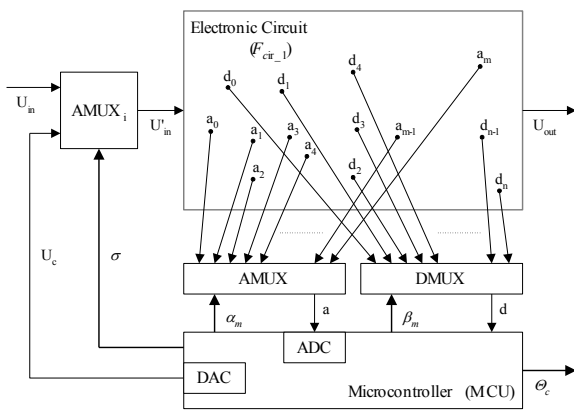 Electronic Circuit
(F_cir_1)
U_in
AMUX_i
U'_in
U_out
d_0
d_1
d_4
a_m
a_0
a_1
a_3
d_3
a_m-1
d_n-1
a_4
a_2
d_2
d_n
U_c
σ
AMUX
DMUX
α_m
a
β_m
d
ADC
DAC
Microcontroller (MCU)
Θ_c